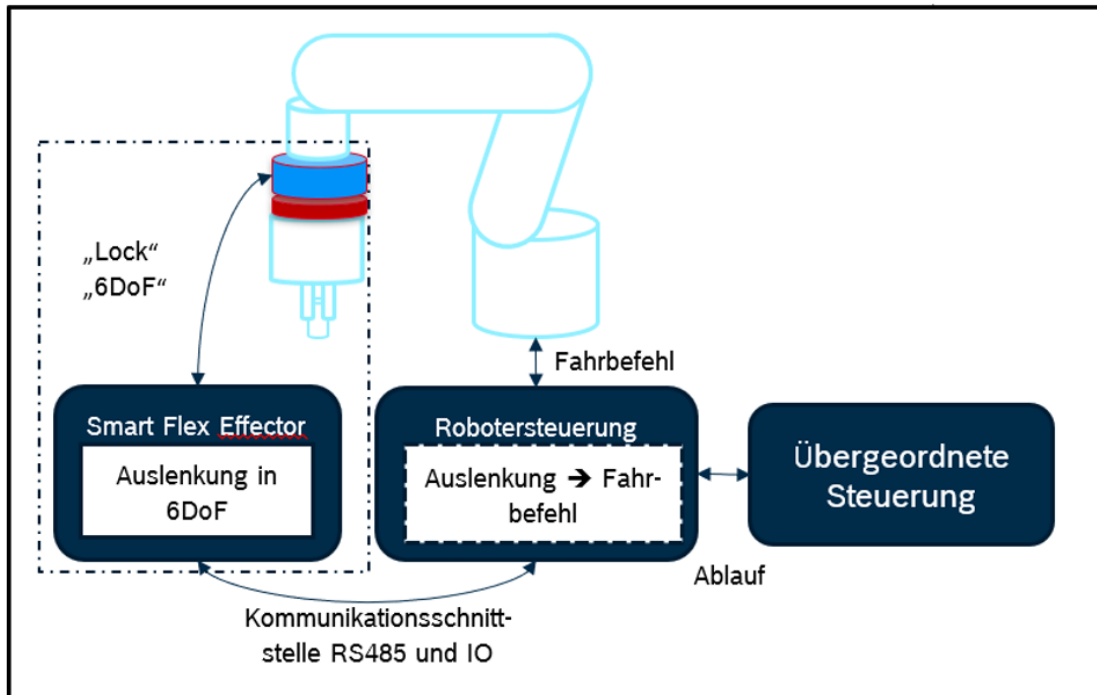 „Lock“
„6DoF“
Fahrbefehl
Smart Flex Effector
Auslenkung in
6DoF
Robotersteuerung
Auslenkung ➔ Fahr-
befehl
Übergeordnete
Steuerung
Ablauf
Kommunikationsschnitt-
stelle RS485 und IO